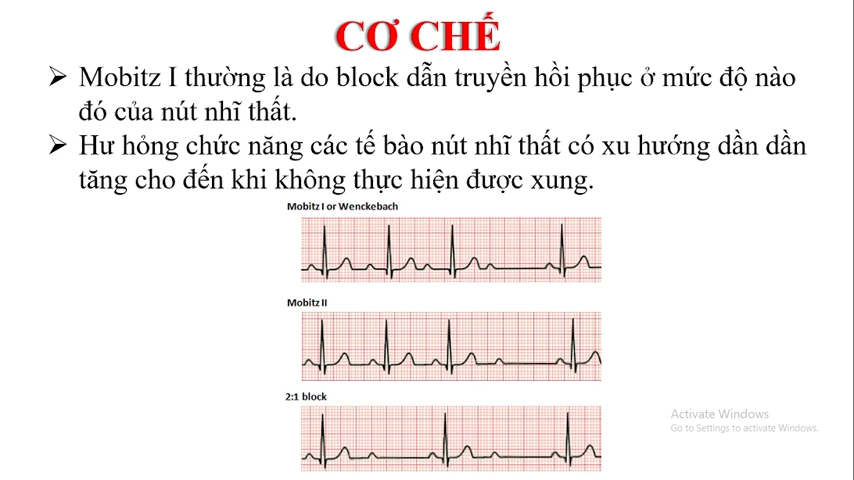 CƠ CHẾ
Mobitz I thường là do block dẫn truyền hồi phục ở mức độ nào
đó của nút nhĩ thất.
Hư hỏng chức năng các tế bào nút nhĩ thất có xu hướng dần dần
tăng cho đến khi không thực hiện được xung.
Mobitz I or Wenckebach
Mobitz II
2:1 block
Activate Windows
Go to Settings to activate Windows.